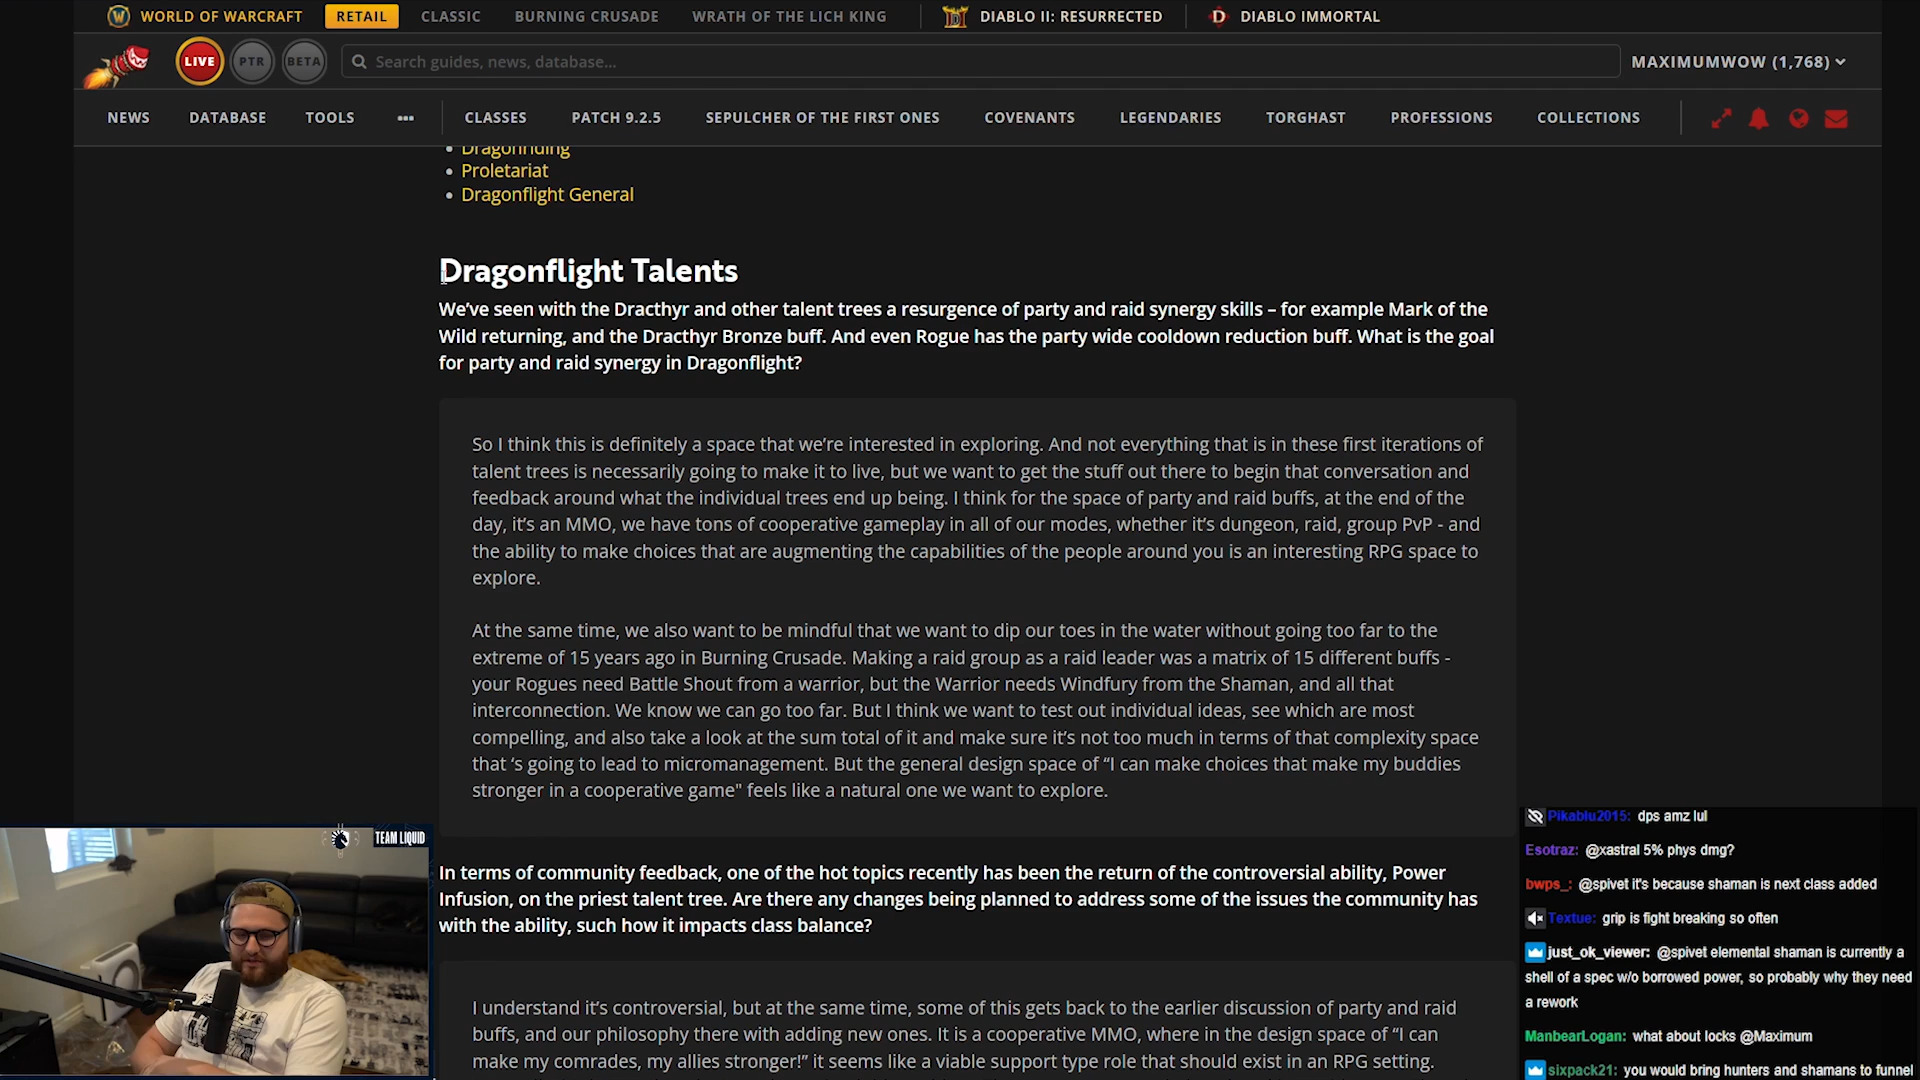 WORLD OF WARCRAFT RETAIL CLASSIC BURNING CRUSADE WRATH OF THE LICH KING DIABLO II: RESURRECTED DIABLO IMMORTAL
LIVE PTR BETA Search guides, news, database... MAXIMUMWOW (1,768)
NEWS DATABASE TOOLS ••• CLASSES PATCH 9.2.5 SEPULCHER OF THE FIRST ONES COVENANTS LEGENDARIES TORGHAST PROFESSIONS COLLECTIONS
• Dragonriding
• Proletariat
• Dragonflight General
Dragonflight Talents
We’ve seen with the Dracthyr and other talent trees a resurgence of party and raid synergy skills – for example Mark of the
Wild returning, and the Dracthyr Bronze buff. And even Rogue has the party wide cooldown reduction buff. What is the goal
for party and raid synergy in Dragonflight?
So I think this is definitely a space that we’re interested in exploring. And not everything that is in these first iterations of
talent trees is necessarily going to make it to live, but we want to get the stuff out there to begin that conversation and
feedback around what the individual trees end up being. I think for the space of party and raid buffs, at the end of the
day, it’s an MMO, we have tons of cooperative gameplay in all of our modes, whether it’s dungeon, raid, group PvP - and
the ability to make choices that are augmenting the capabilities of the people around you is an interesting RPG space to
explore.
At the same time, we also want to be mindful that we want to dip our toes in the water without going too far to the
extreme of 15 years ago in Burning Crusade. Making a raid group as a raid leader was a matrix of 15 different buffs -
your Rogues need Battle Shout from a warrior, but the Warrior needs Windfury from the Shaman, and all that
interconnection. We know we can go too far. But I think we want to test out individual ideas, see which are most
compelling, and also take a look at the sum total of it and make sure it’s not too much in terms of that complexity space
that ‘s going to lead to micromanagement. But the general design space of “I can make choices that make my buddies
stronger in a cooperative game" feels like a natural one we want to explore.
In terms of community feedback, one of the hot topics recently has been the return of the controversial ability, Power
Infusion, on the priest talent tree. Are there any changes being planned to address some of the issues the community has
with the ability, such how it impacts class balance?
I understand it’s controversial, but at the same time, some of this gets back to the earlier discussion of party and raid
buffs, and our philosophy there with adding new ones. It is a cooperative MMO, where in the design space of “I can
make my comrades, my allies stronger!” it seems like a viable support type role that should exist in an RPG setting.
TEAM LIQUID
Pikablu2015: dps amz lul
Esotraz: @xastral 5% phys dmg?
bwps_: @spivet it's because shaman is next class added
Textue: grip is fight breaking so often
just_ok_viewer: @spivet elemental shaman is currently a
shell of a spec w/o borrowed power, so probably why they need
a rework
ManbearLogan: what about locks @Maximum
sixpack21: you would bring hunters and shamans to funnel